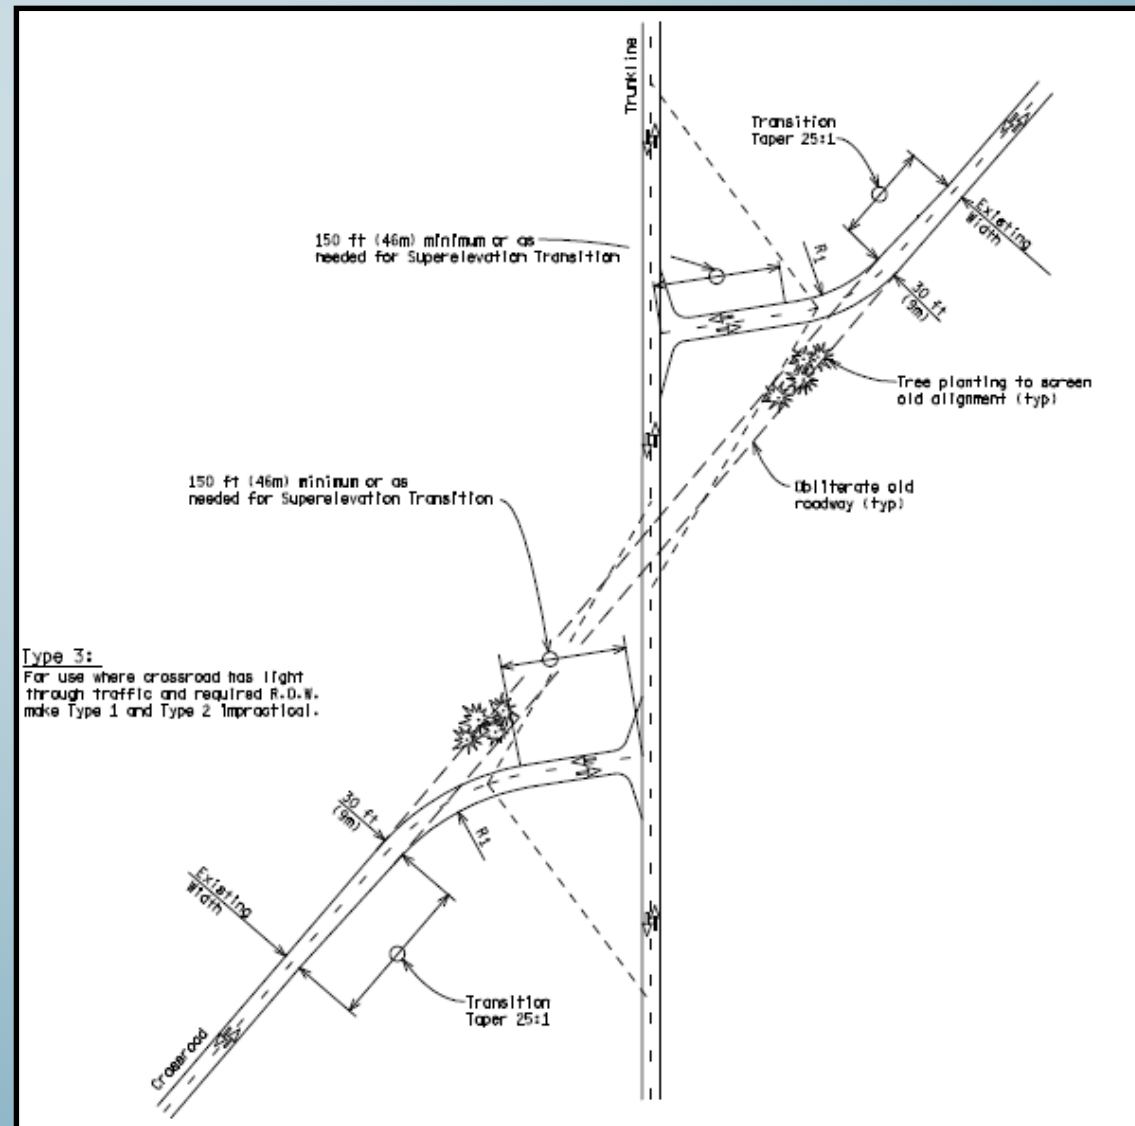 Trunkline
Transition
Taper 25:1
Existing
Width
150 ft (46m) minimum or as
needed for Superelevation Transition
R1
30 ft
(9m)
Tree planting to screen
old alignment (typ)
150 ft (46m) minimum or as
needed for Superelevation Transition
Obliterate old
roadway (typ)
Type 3:
For use where crossroad has light
through traffic and required R.O.W.
make Type 1 and Type 2 impractical.
30 ft
(9m)
R1
Existing
Width
Transition
Taper 25:1
Crossroad